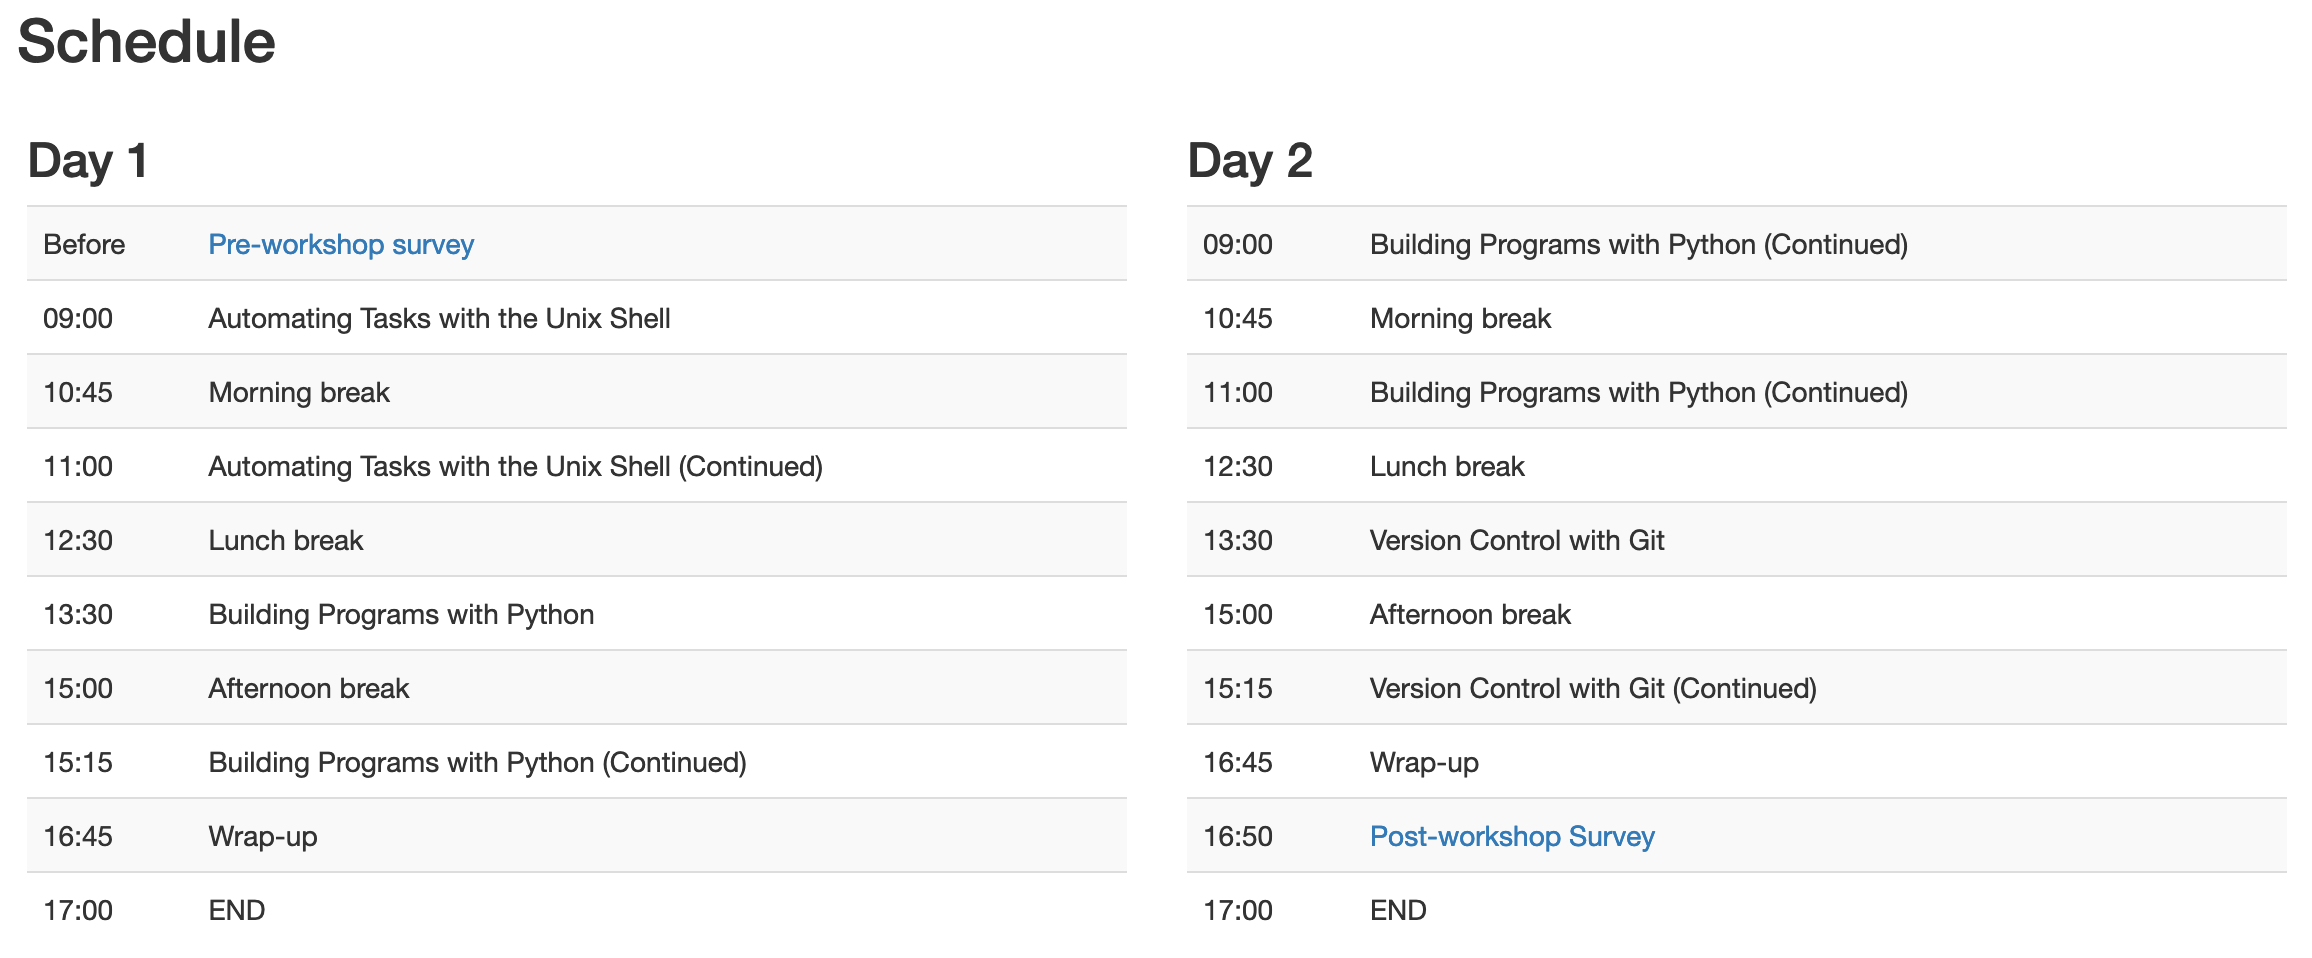 Schedule
Day 1
Before Pre-workshop survey
09:00 Automating Tasks with the Unix Shell
10:45 Morning break
11:00 Automating Tasks with the Unix Shell (Continued)
12:30 Lunch break
13:30 Building Programs with Python
15:00 Afternoon break
15:15 Building Programs with Python (Continued)
16:45 Wrap-up
17:00 END
Day 2
09:00 Building Programs with Python (Continued)
10:45 Morning break
11:00 Building Programs with Python (Continued)
12:30 Lunch break
13:30 Version Control with Git
15:00 Afternoon break
15:15 Version Control with Git (Continued)
16:45 Wrap-up
16:50 Post-workshop Survey
17:00 END